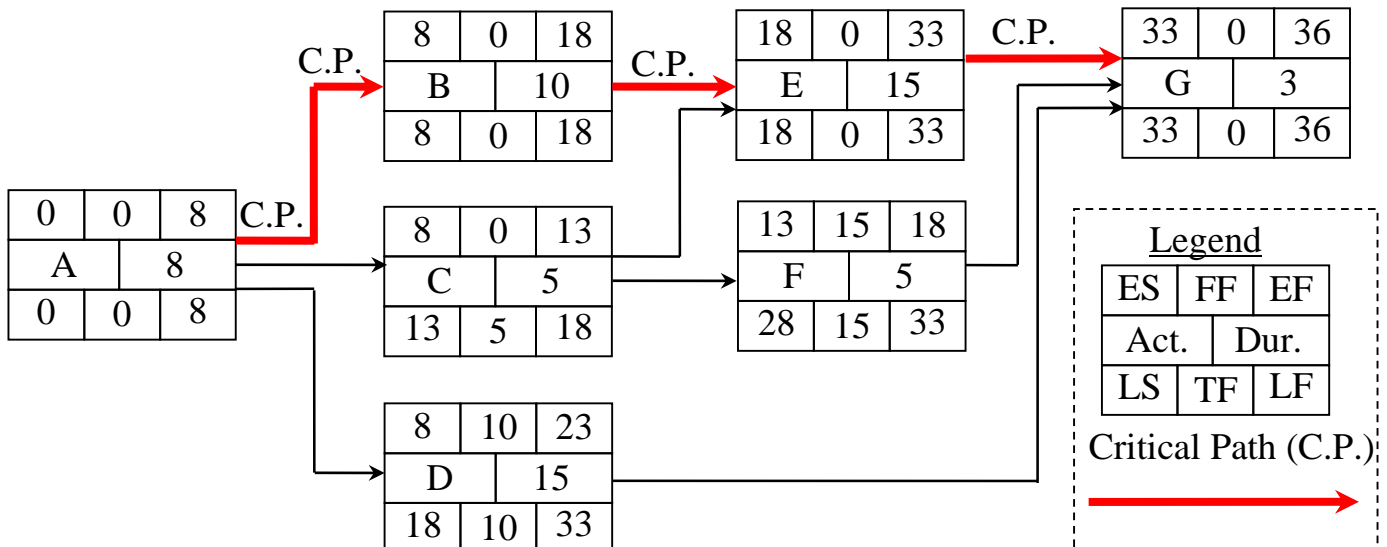 8 0 18
B 10
8 0 18
C.P.
C.P.
18 0 33
E 15
18 0 33
C.P.
33 0 36
G 3
33 0 36
0 0 8
A 8
0 0 8
C.P.
8 0 13
C 5
13 5 18
13 15 18
F 5
28 15 33
8 10 23
D 15
18 10 33
Legend
ES FF EF
Act. Dur.
LS TF LF
Critical Path (C.P.)